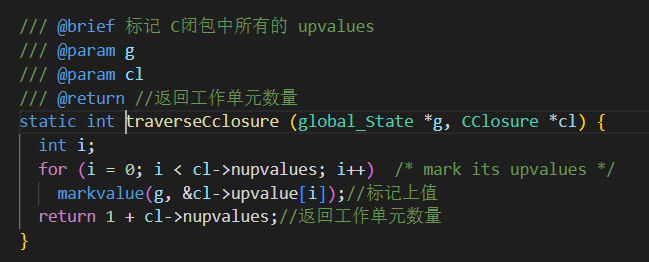 /// @brief 标记 C闭包中所有的 upvalues
/// @param g
/// @param cl
/// @return //返回工作单元数量
static int traverseCclosure (global_State *g, CClosure *cl) {
  int i;
  for (i = 0; i < cl->nupvalues; i++)  /* mark its upvalues */
    markvalue(g, &cl->upvalue[i]);//标记上值
  return 1 + cl->nupvalues;//返回工作单元数量
}